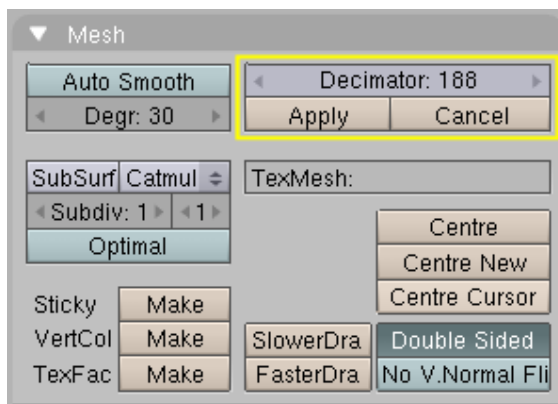 Mesh
Auto Smooth
Decimator: 188
Degr: 30
Apply
Cancel
SubSurf
Catmul
TexMesh:
Subdiv: 1
1
Centre
Optimal
Centre New
Sticky
Make
Centre Cursor
VertCol
Make
SlowerDra
Double Sided
TexFac
Make
FasterDra
No V.Normal Fli